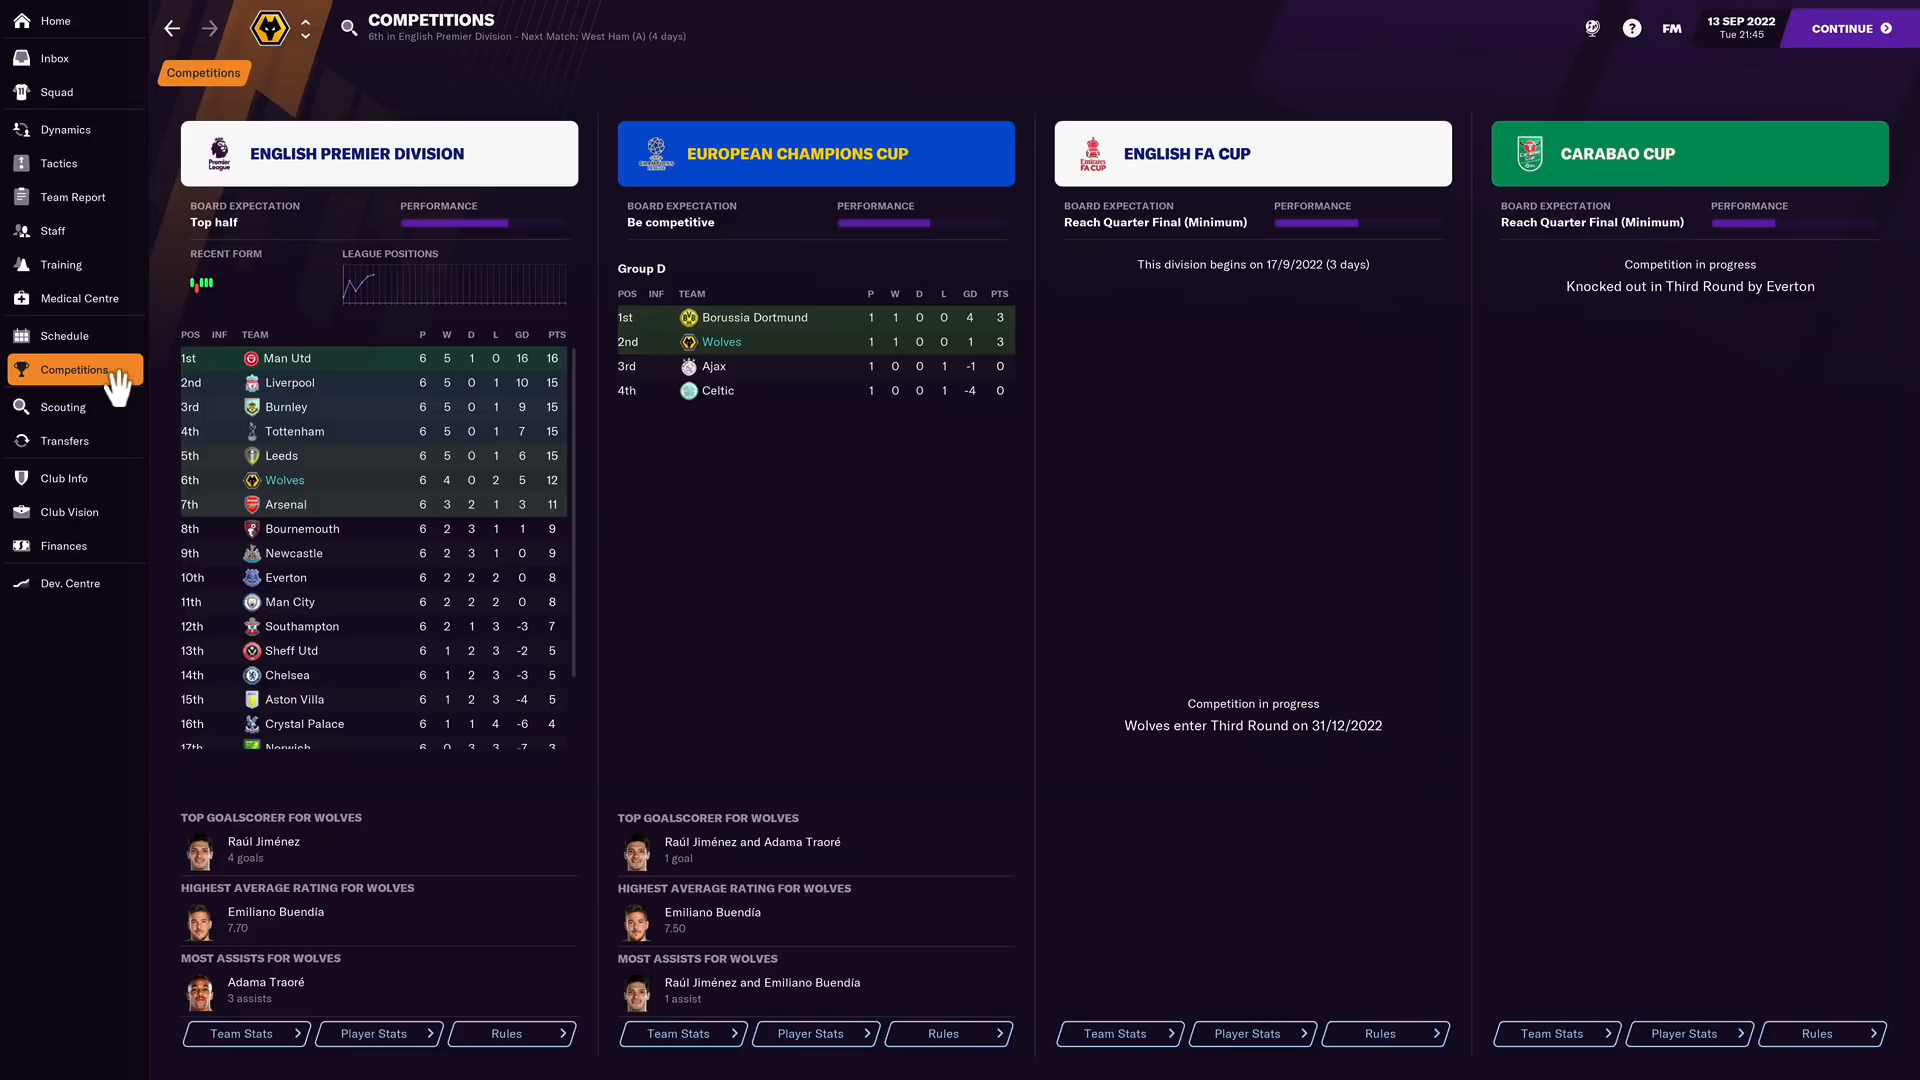 Home
Inbox
Squad
Dynamics
Tactics
Team Report
Staff
Training
Medical Centre
Schedule
Competitions
Scouting
Transfers
Club Info
Club Vision
Finances
Dev. Centre
COMPETITIONS
6th in English Premier Division - Next Match: West Ham (A) (4 days)
FM
13 SEP 2022
Tue 21:45
CONTINUE
Competitions
Premier League
ENGLISH PREMIER DIVISION
BOARD EXPECTATION PERFORMANCE
Top half
RECENT FORM LEAGUE POSITIONS
POS INF TEAM P W D L GD PTS
1st Man Utd 6 5 1 0 16 16
2nd Liverpool 6 5 0 1 10 15
3rd Burnley 6 5 0 1 9 15
4th Tottenham 6 5 0 1 7 15
5th Leeds 6 5 0 1 6 15
6th Wolves 6 4 0 2 5 12
7th Arsenal 6 3 2 1 3 11
8th Bournemouth 6 2 3 1 1 9
9th Newcastle 6 2 3 1 0 9
10th Everton 6 2 2 2 0 8
11th Man City 6 2 2 2 0 8
12th Southampton 6 2 1 3 -3 7
13th Sheff Utd 6 1 2 3 -2 5
14th Chelsea 6 1 2 3 -3 5
15th Aston Villa 6 1 2 3 -4 5
16th Crystal Palace 6 1 1 4 -6 4
17th Norwich 6 0 3 3 -7 3
TOP GOALSCORER FOR WOLVES
Raúl Jiménez
4 goals
HIGHEST AVERAGE RATING FOR WOLVES
Emiliano Buendía
7.70
MOST ASSISTS FOR WOLVES
Adama Traoré
3 assists
Team Stats Player Stats Rules
EUROPEAN CHAMPIONS CUP
BOARD EXPECTATION PERFORMANCE
Be competitive
Group D
POS INF TEAM P W D L GD PTS
1st Borussia Dortmund 1 1 0 0 4 3
2nd Wolves 1 1 0 0 1 3
3rd Ajax 1 0 0 1 -1 0
4th Celtic 1 0 0 1 -4 0
TOP GOALSCORER FOR WOLVES
Raúl Jiménez and Adama Traoré
1 goal
HIGHEST AVERAGE RATING FOR WOLVES
Emiliano Buendía
7.50
MOST ASSISTS FOR WOLVES
Raúl Jiménez and Emiliano Buendía
1 assist
Team Stats Player Stats Rules
Emirates FA CUP
ENGLISH FA CUP
BOARD EXPECTATION PERFORMANCE
Reach Quarter Final (Minimum)
This division begins on 17/9/2022 (3 days)
Competition in progress
Wolves enter Third Round on 31/12/2022
Team Stats Player Stats Rules
CARABAO CUP
BOARD EXPECTATION PERFORMANCE
Reach Quarter Final (Minimum)
Competition in progress
Knocked out in Third Round by Everton
Team Stats Player Stats Rules